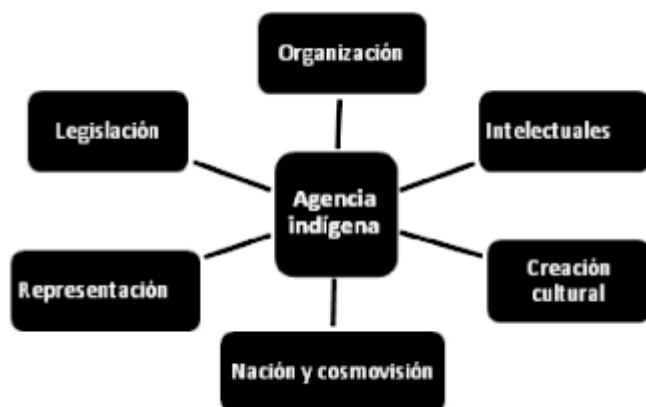 Organización
Legislación
Intelectuales
Agencia
indígena
Representación
Creación
cultural
Nación y cosmovisión